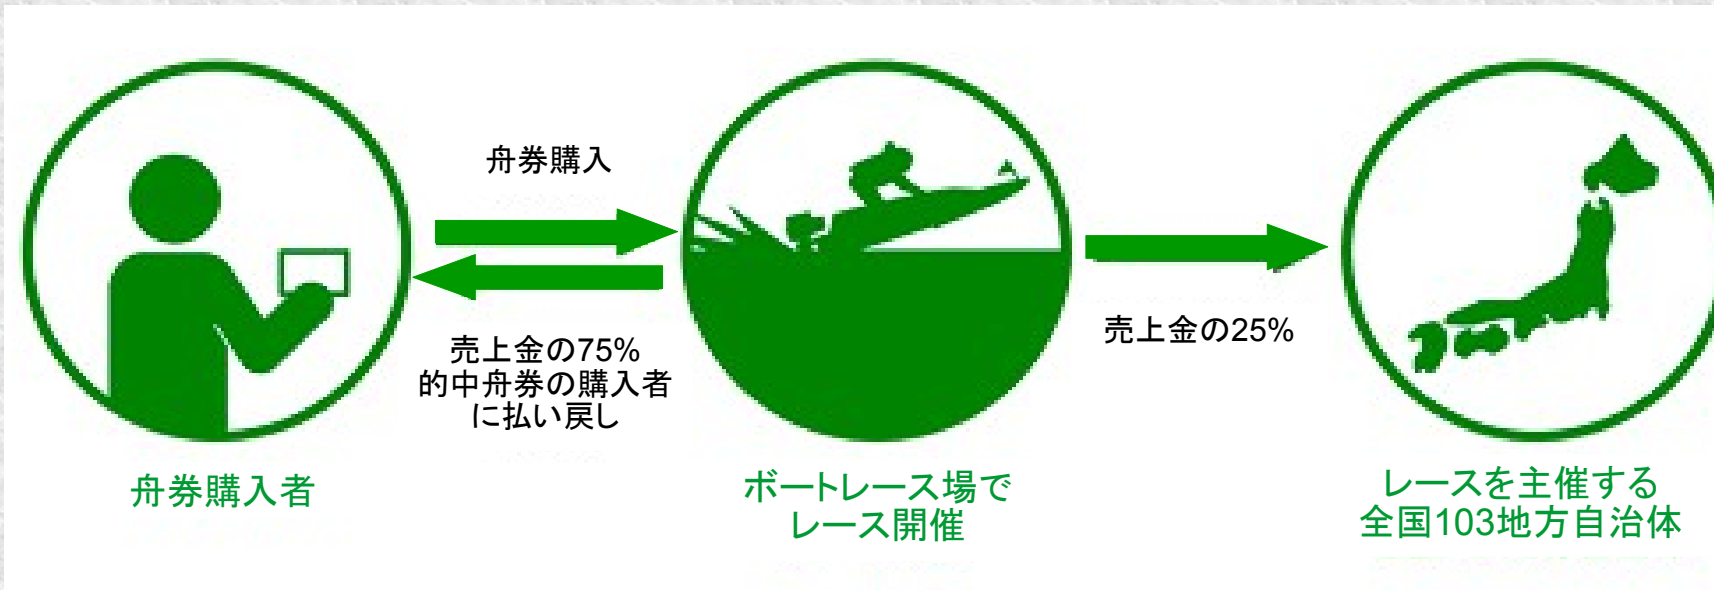 舟券購入
売上金の75%
的中舟券の購入者
に払い戻し
売上金の25%
舟券購入者
ボートレース場で
レース開催
レースを主催する
全国103地方自治体